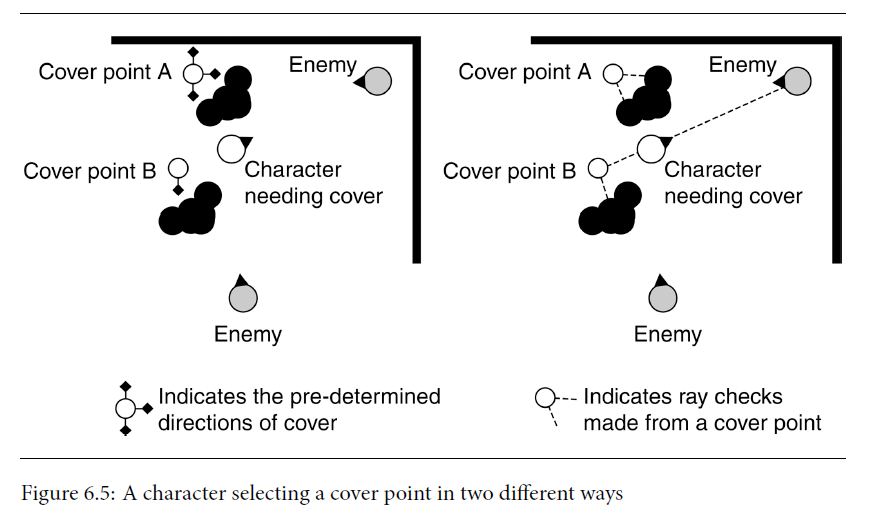 Cover point A
Enemy
Cover point B
Character
needing cover
Enemy
Indicates the pre-determined
directions of cover
Cover point A
Enemy
Cover point B
Character
needing cover
Enemy
Indicates ray checks
made from a cover point
Figure 6.5: A character selecting a cover point in two different ways